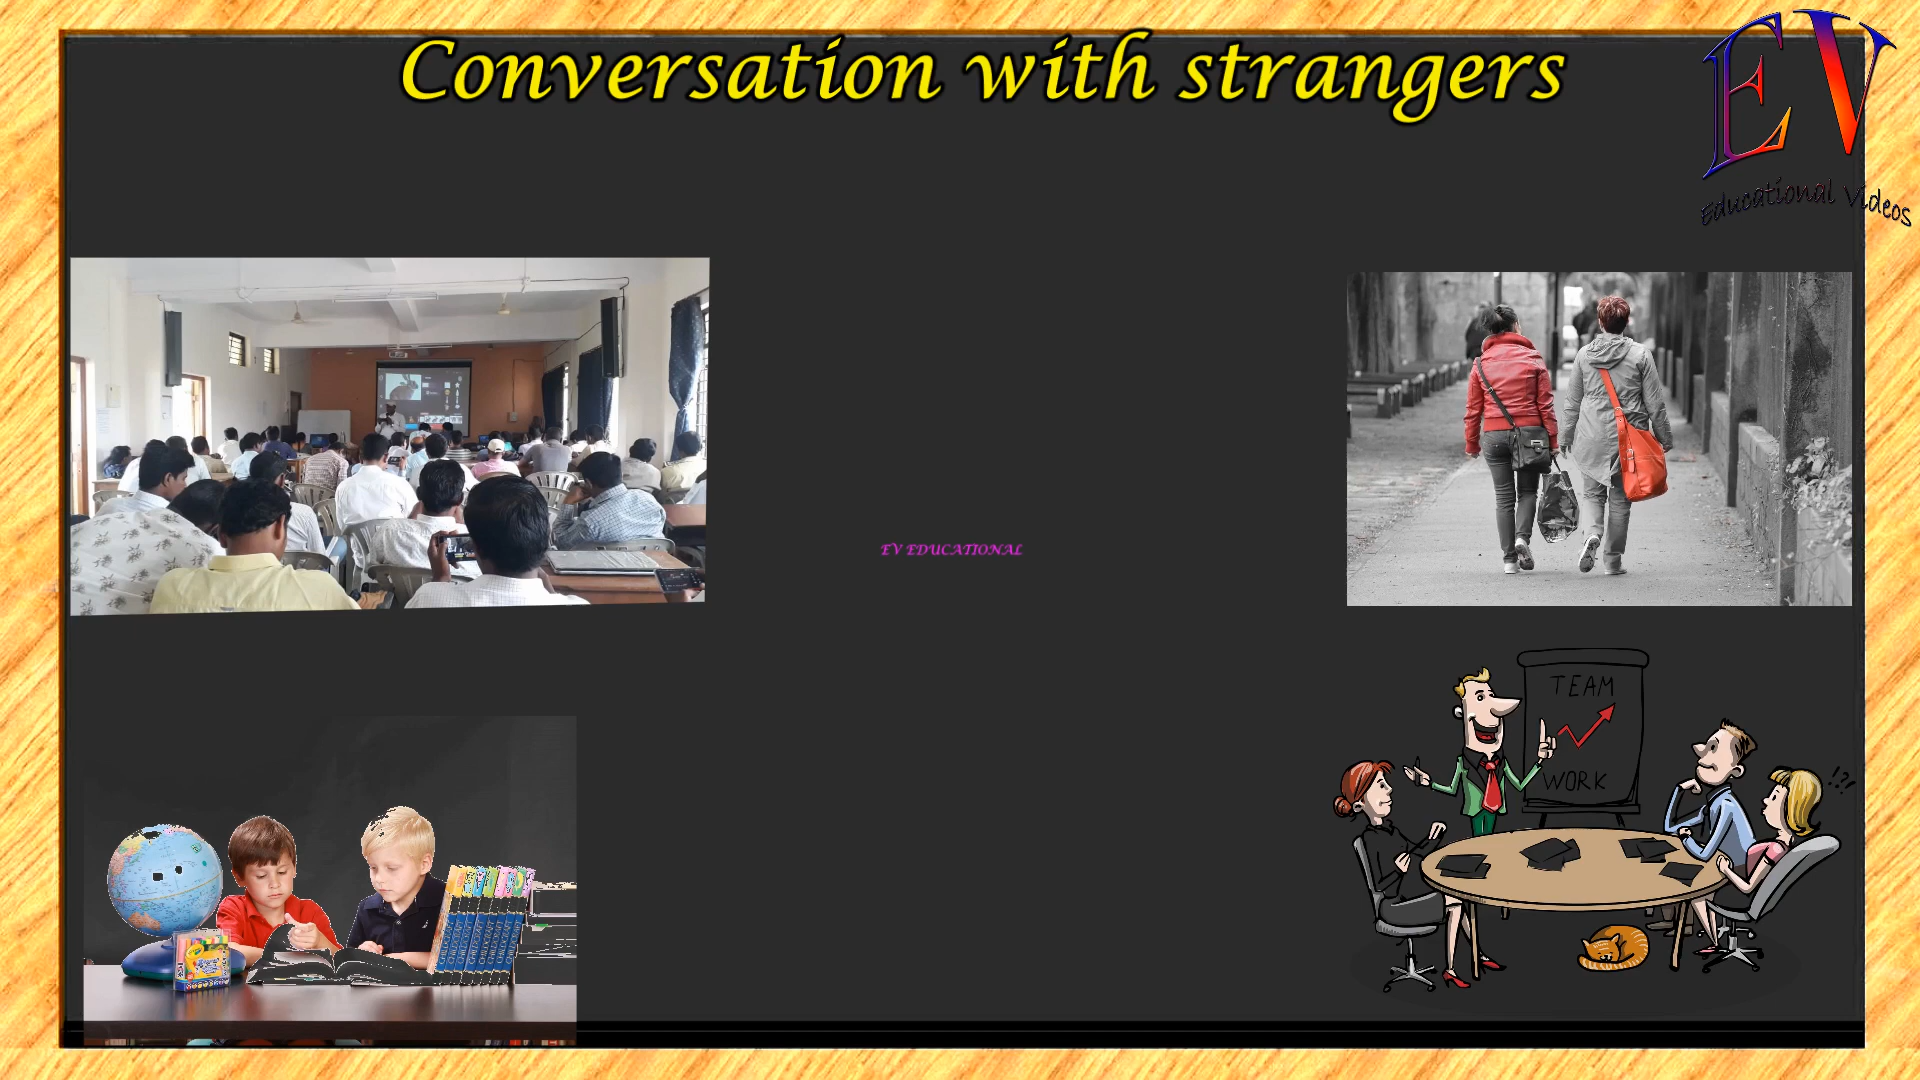 Conversation with strangers
EV
Educational Videos
EV EDUCATIONAL
TEAM
WORK
!?!